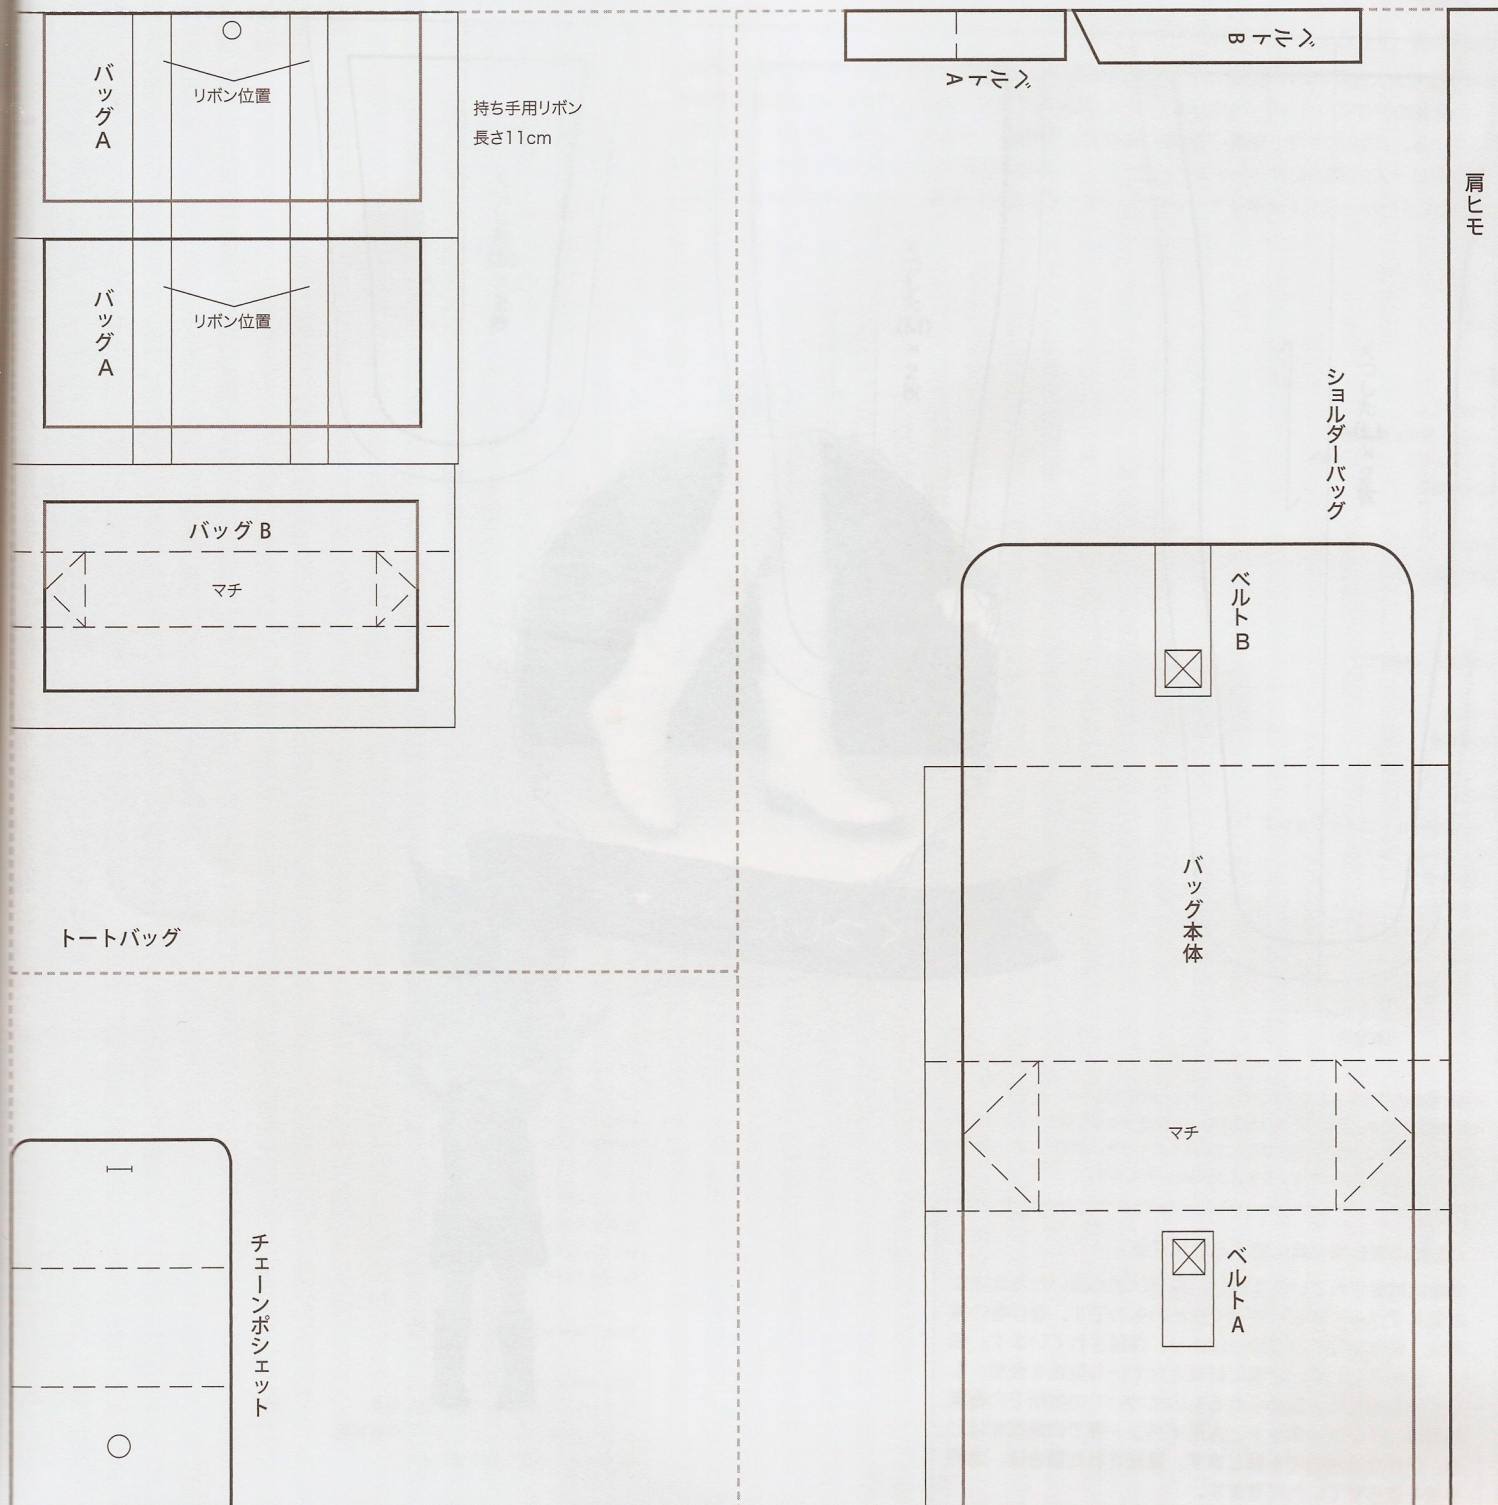 バッグA
リボン位置
持ち手用リボン
長さ11cm
バッグA
リボン位置
バッグB
マチ
トートバッグ
チェーンポシェット
ベルトA
ベルトB
肩ヒモ
ショルダーバッグ
ベルトB
バッグ本体
マチ
ベルトA